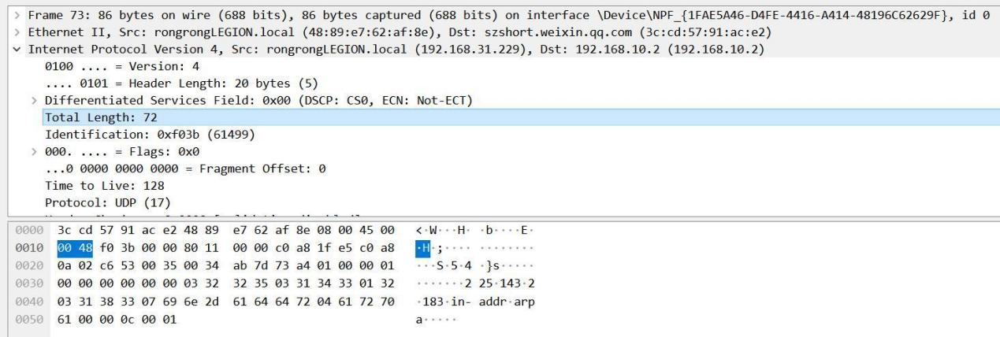 > Frame 73: 86 bytes on wire (688 bits), 86 bytes captured (688 bits) on interface \Device\NPF_{1FAE5A46-D4FE-4416-A414-48196C62629F}, id 0
> Ethernet II, Src: rongrongLEGION.local (48:89:e7:62:af:8e), Dst: szshort.weixin.qq.com (3c:cd:57:91:ac:e2)
Internet Protocol Version 4, Src: rongrongLEGION.local (192.168.31.229), Dst: 192.168.10.2 (192.168.10.2)
0100 .... = Version: 4
.... 0101 = Header Length: 20 bytes (5)
> Differentiated Services Field: 0x00 (DSCP: CS0, ECN: Not-ECT)
Total Length: 72
Identification: 0xf03b (61499)
> 000. .... = Flags: 0x0
...0 0000 0000 0000 = Fragment Offset: 0
Time to Live: 128
Protocol: UDP (17)
0000 3c cd 57 91 ac e2 48 89 e7 62 af 8e 08 00 45 00 <·W···H· ·b····E·
0010 00 48 f0 3b 00 00 80 11 00 00 c0 a8 1f e5 c0 a8 ·H·;···· ········
0020 0a 02 c6 53 00 35 00 34 ab 7d 73 a4 01 00 00 01 ···S·5·4 ·}s·····
0030 00 00 00 00 00 00 03 32 32 35 03 31 34 33 01 32 ·······2 25·143·2
0040 03 31 38 33 07 69 6e 2d 61 64 64 72 04 61 72 70 ·183·in- addr·arp
0050 61 00 00 0c 00 01 a·····